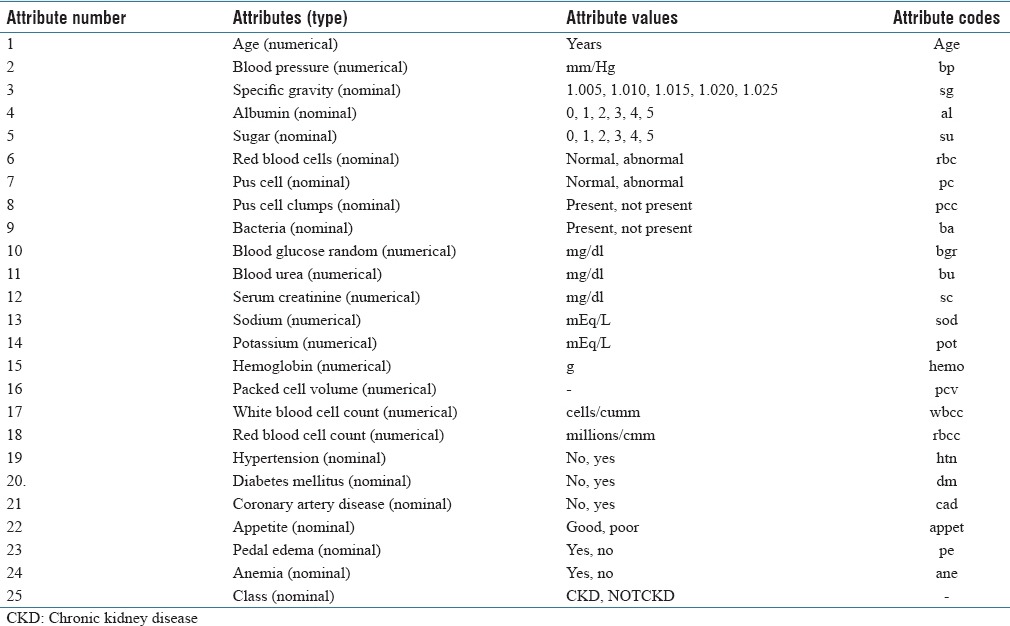 Attribute number Attributes (type) Attribute values Attribute codes
1 Age (numerical) Years Age
2 Blood pressure (numerical) mm/Hg bp
3 Specific gravity (nominal) 1.005, 1.010, 1.015, 1.020, 1.025 sg
4 Albumin (nominal) 0, 1, 2, 3, 4, 5 al
5 Sugar (nominal) 0, 1, 2, 3, 4, 5 su
6 Red blood cells (nominal) Normal, abnormal rbc
7 Pus cell (nominal) Normal, abnormal pc
8 Pus cell clumps (nominal) Present, not present pcc
9 Bacteria (nominal) Present, not present ba
10 Blood glucose random (numerical) mg/dl bgr
11 Blood urea (numerical) mg/dl bu
12 Serum creatinine (numerical) mg/dl sc
13 Sodium (numerical) mEq/L sod
14 Potassium (numerical) mEq/L pot
15 Hemoglobin (numerical) g hemo
16 Packed cell volume (numerical) - pcv
17 White blood cell count (numerical) cells/cumm wbcc
18 Red blood cell count (numerical) millions/cmm rbcc
19 Hypertension (nominal) No, yes htn
20. Diabetes mellitus (nominal) No, yes dm
21 Coronary artery disease (nominal) No, yes cad
22 Appetite (nominal) Good, poor appet
23 Pedal edema (nominal) Yes, no pe
24 Anemia (nominal) Yes, no ane
25 Class (nominal) CKD, NOTCKD -
CKD: Chronic kidney disease